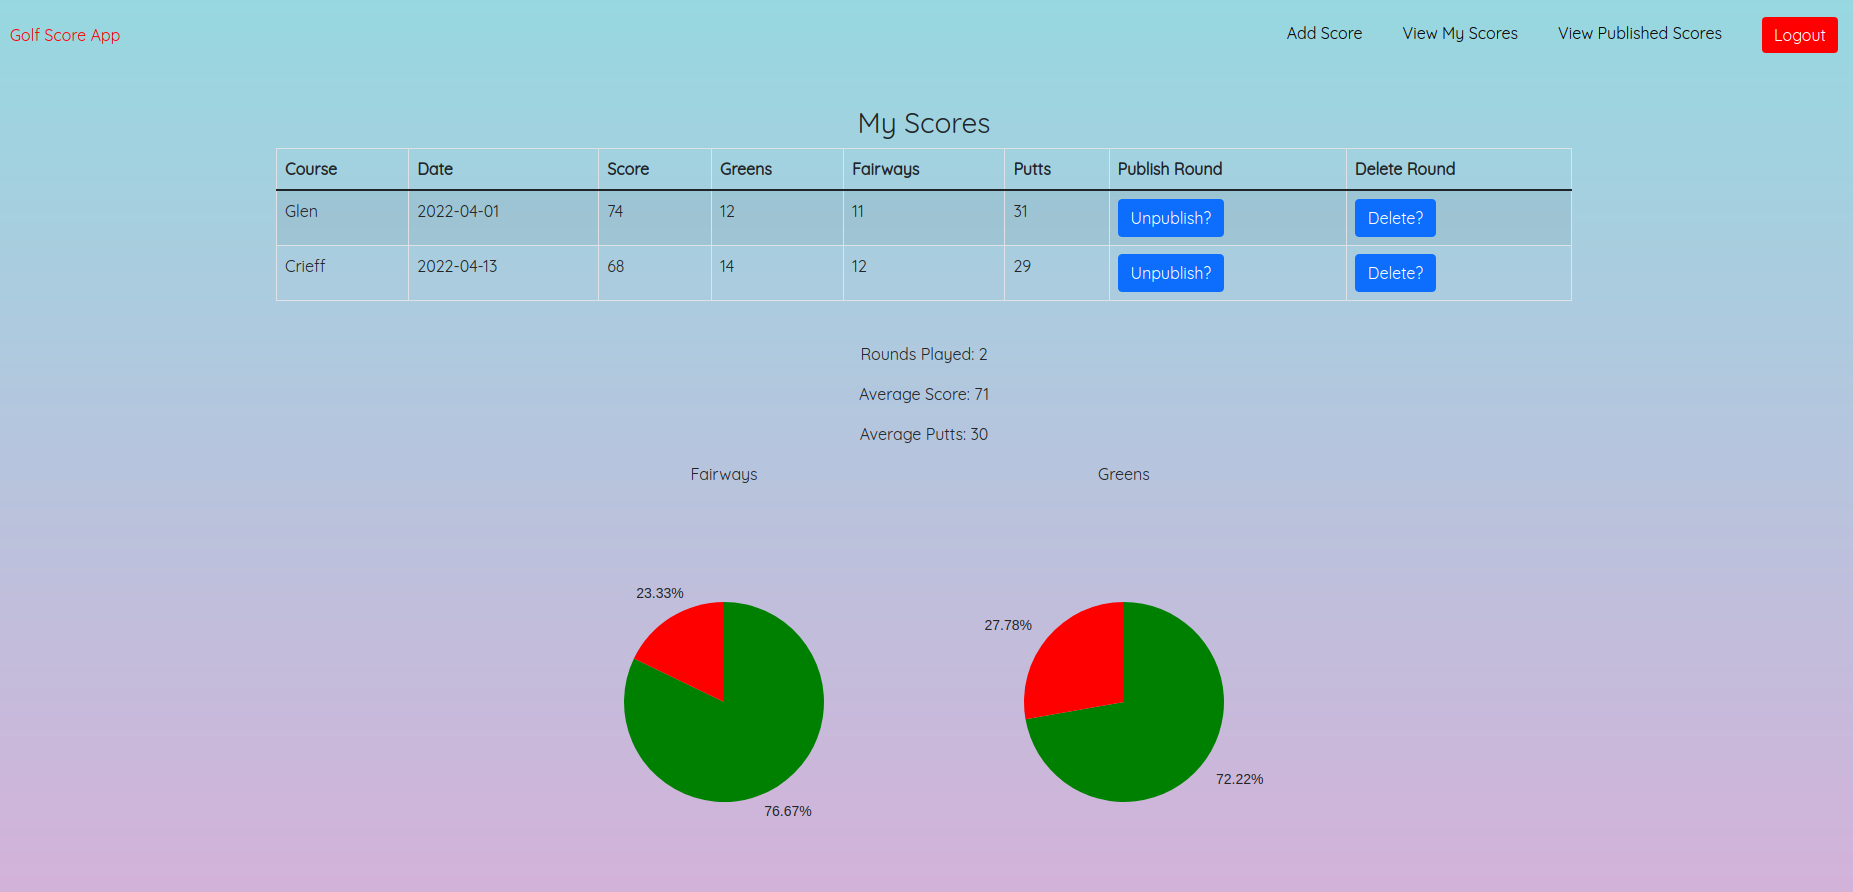 Golf Score App
Add Score View My Scores View Published Scores Logout
My Scores
Course Date Score Greens Fairways Putts Publish Round Delete Round
Glen 2022-04-01 74 12 11 31 Unpublish? Delete?
Crieff 2022-04-13 68 14 12 29 Unpublish? Delete?
Rounds Played: 2
Average Score: 71
Average Putts: 30
Fairways Greens
23.33%
76.67%
27.78%
72.22%